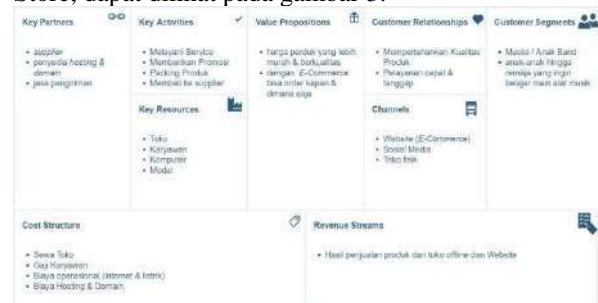 Store, dapat dilihat pada gambar 3.
Key Partners
• supplier
• penyedia hosting &
domain
• jasa pengiriman
Key Activities
• Melayani Service
• Memberikan Promosi
• Packing Produk
• Membeli ke supplier
Key Resources
• Toko
• Karyawan
• Komputer
• Modal
Value Propositions
• harga produk yang lebih
murah & berkualitas
• dengan E-Commerce
bisa order kapan &
dimana saja
Customer Relationships
• Mempertahankan Kualitas
Produk.
• Pelayanan cepat &
tanggap
Channels
• Website (E-Commerce)
• Sosial Media
• Toko fisik
Customer Segments
• Musisi / Anak Band
• anak-anak hingga
remaja yang ingin
belajar main alat musik
Cost Structure
• Sewa Toko
• Gaji Karyawan
• Biaya operasional (internet & listrik)
• Biaya Hosting & Domain
Revenue Streams
• Hasil penjualan produk dari toko offline dan Website